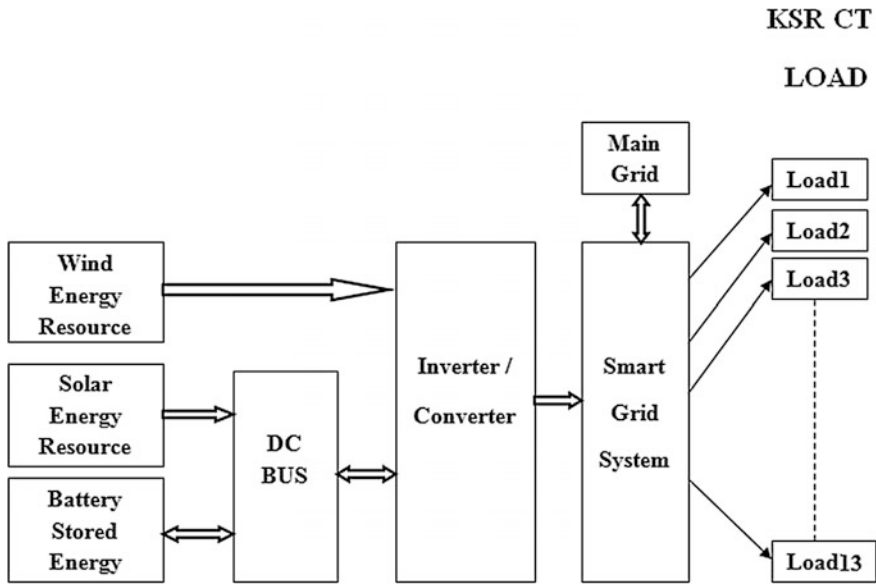 KSR CT
LOAD
Main
Grid
Load1
Load2
Load3
Wind
Energy
Resource
Solar
Energy
Resource
Battery
Stored
Energy
DC
BUS
Inverter /
Converter
Smart
Grid
System
Load13